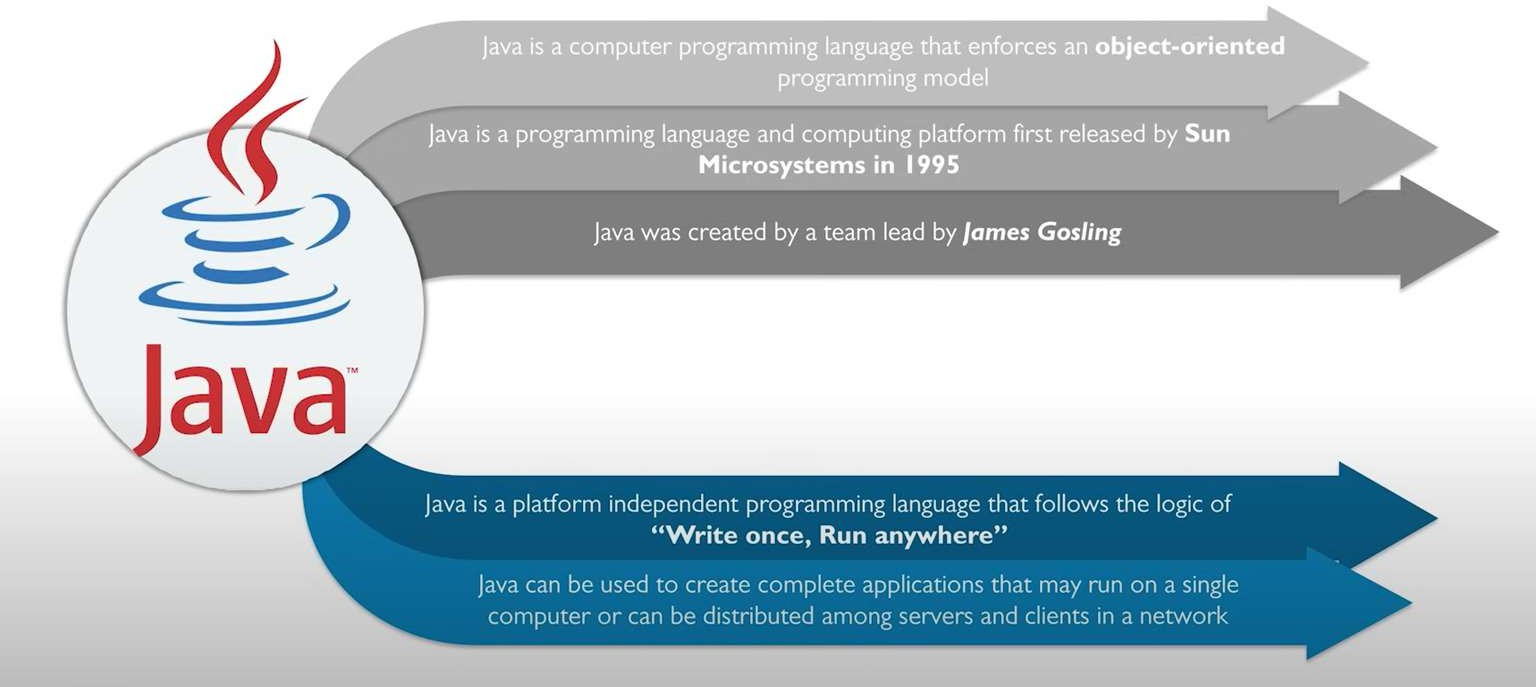 Java is a computer programming language that enforces an object-oriented
programming model
Java is a programming language and computing platform first released by Sun
Microsystems in 1995
Java was created by a team lead by James Gosling
Java™
Java is a platform independent programming language that follows the logic of
“Write once, Run anywhere”
Java can be used to create complete applications that may run on a single
computer or can be distributed among servers and clients in a network